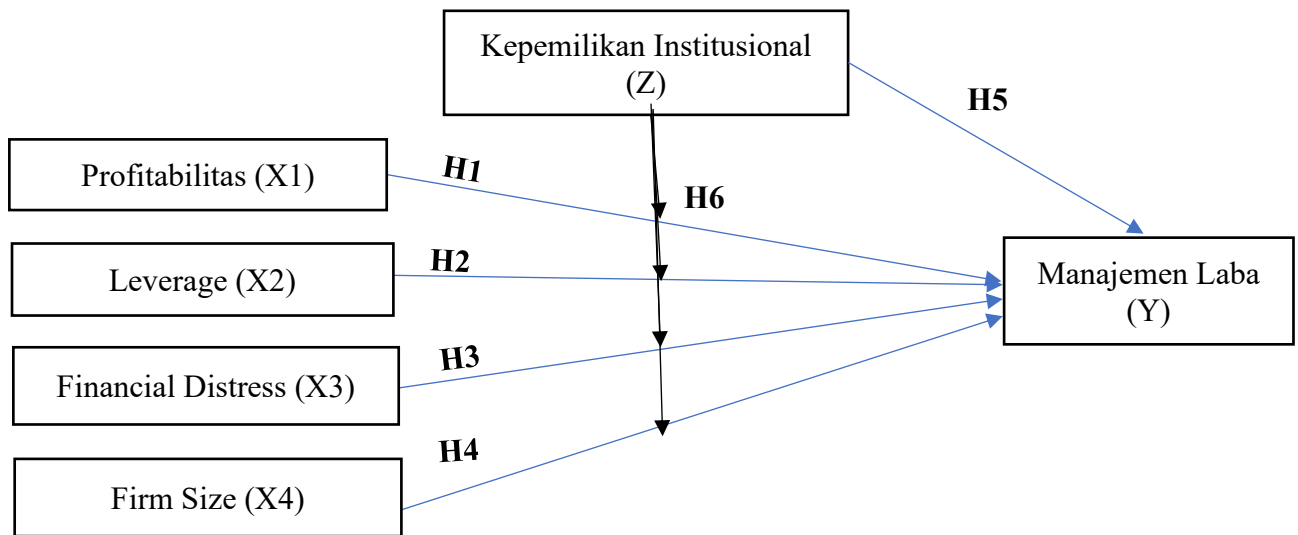 Kepemilikan Institusional
(Z)
H5
Profitabilitas (X1)
H1
H6
Leverage (X2)
H2
Manajemen Laba
(Y)
Financial Distress (X3)
H3
Firm Size (X4)
H4